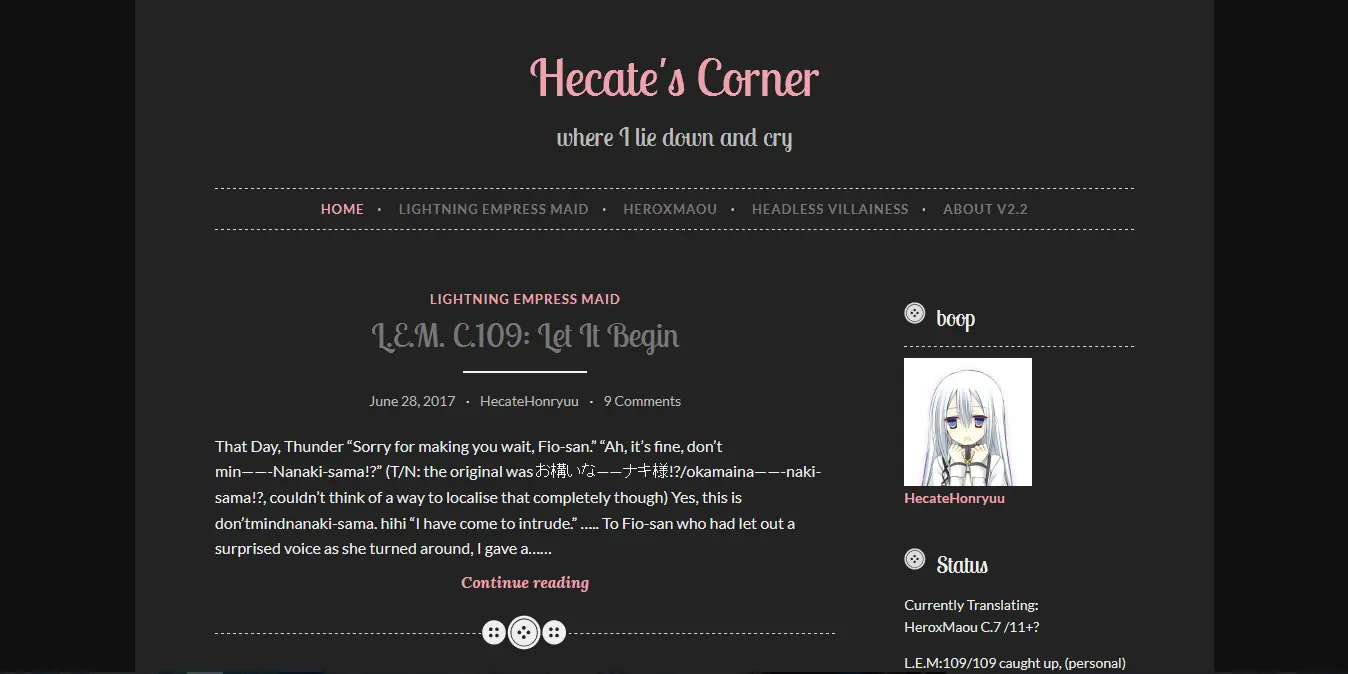 Hecate's Corner
where I lie down and cry
HOME · LIGHTNING EMPRESS MAID · HEROXMAOU · HEADLESS VILLAINESS · ABOUT V2.2
LIGHTNING EMPRESS MAID
L.E.M. C.109: Let It Begin
June 28, 2017 · HecateHonryuu · 9 Comments
That Day, Thunder “Sorry for making you wait, Fio-san.” “Ah, it’s fine, don’t
min——-Nanaki-sama!?” (T/N: the original was お構いな——ナキ様!?/okamaina——-naki-
sama!?, couldn’t think of a way to localise that completely though) Yes, this is
don’tmindnanaki-sama. hihi “I have come to intrude.” ….. To Fio-san who had let out a
surprised voice as she turned around, I gave a……
Continue reading
boop
HecateHonryuu
Status
Currently Translating:
HeroxMaou C.7 /11+?
L.E.M:109/109 caught up, (personal)